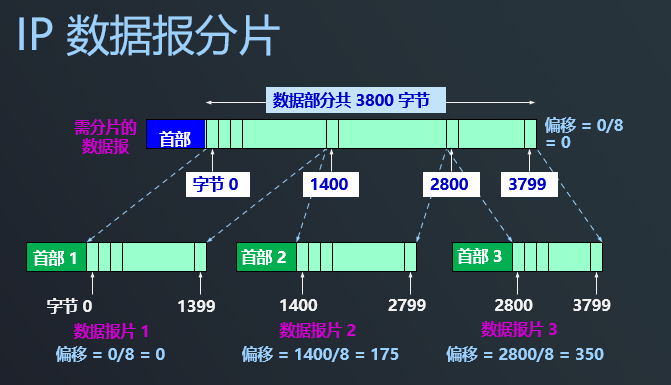 IP 数据报分片
数据部分共 3800 字节
需分片的
数据报
首部
偏移 = 0/8
= 0
字节 0
1400
2800
3799
首部 1
首部 2
首部 3
字节 0
1399
1400
2799
2800
3799
数据报片 1
数据报片 2
数据报片 3
偏移 = 0/8 = 0
偏移 = 1400/8 = 175
偏移 = 2800/8 = 350